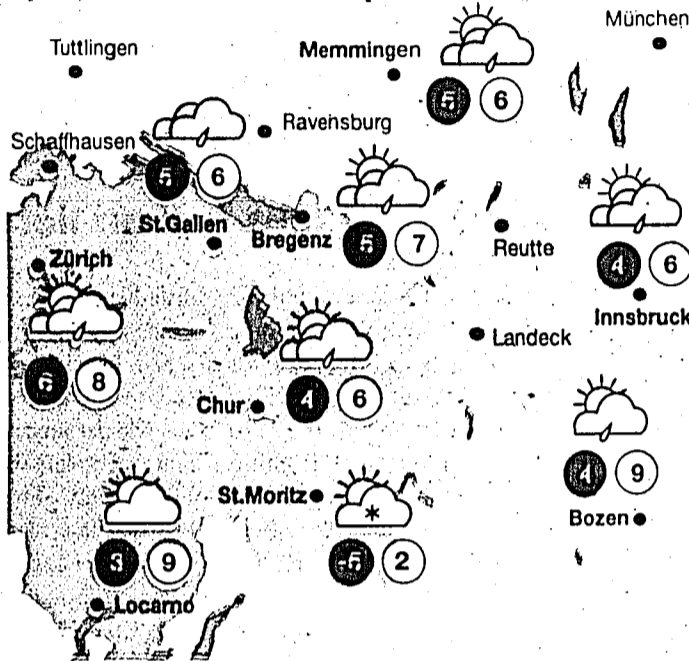 München
Tuttlingen
Memmingen
5 6
Schaffhausen
Ravensburg
5 6
St.Gallen
Bregenz
5 7
Reutte
Zürich
4 6
Innsbruck
Landeck
6 8
Chur
4 6
4 9
Bozen
St.Moritz
*
-5 2
3 9
Locarno